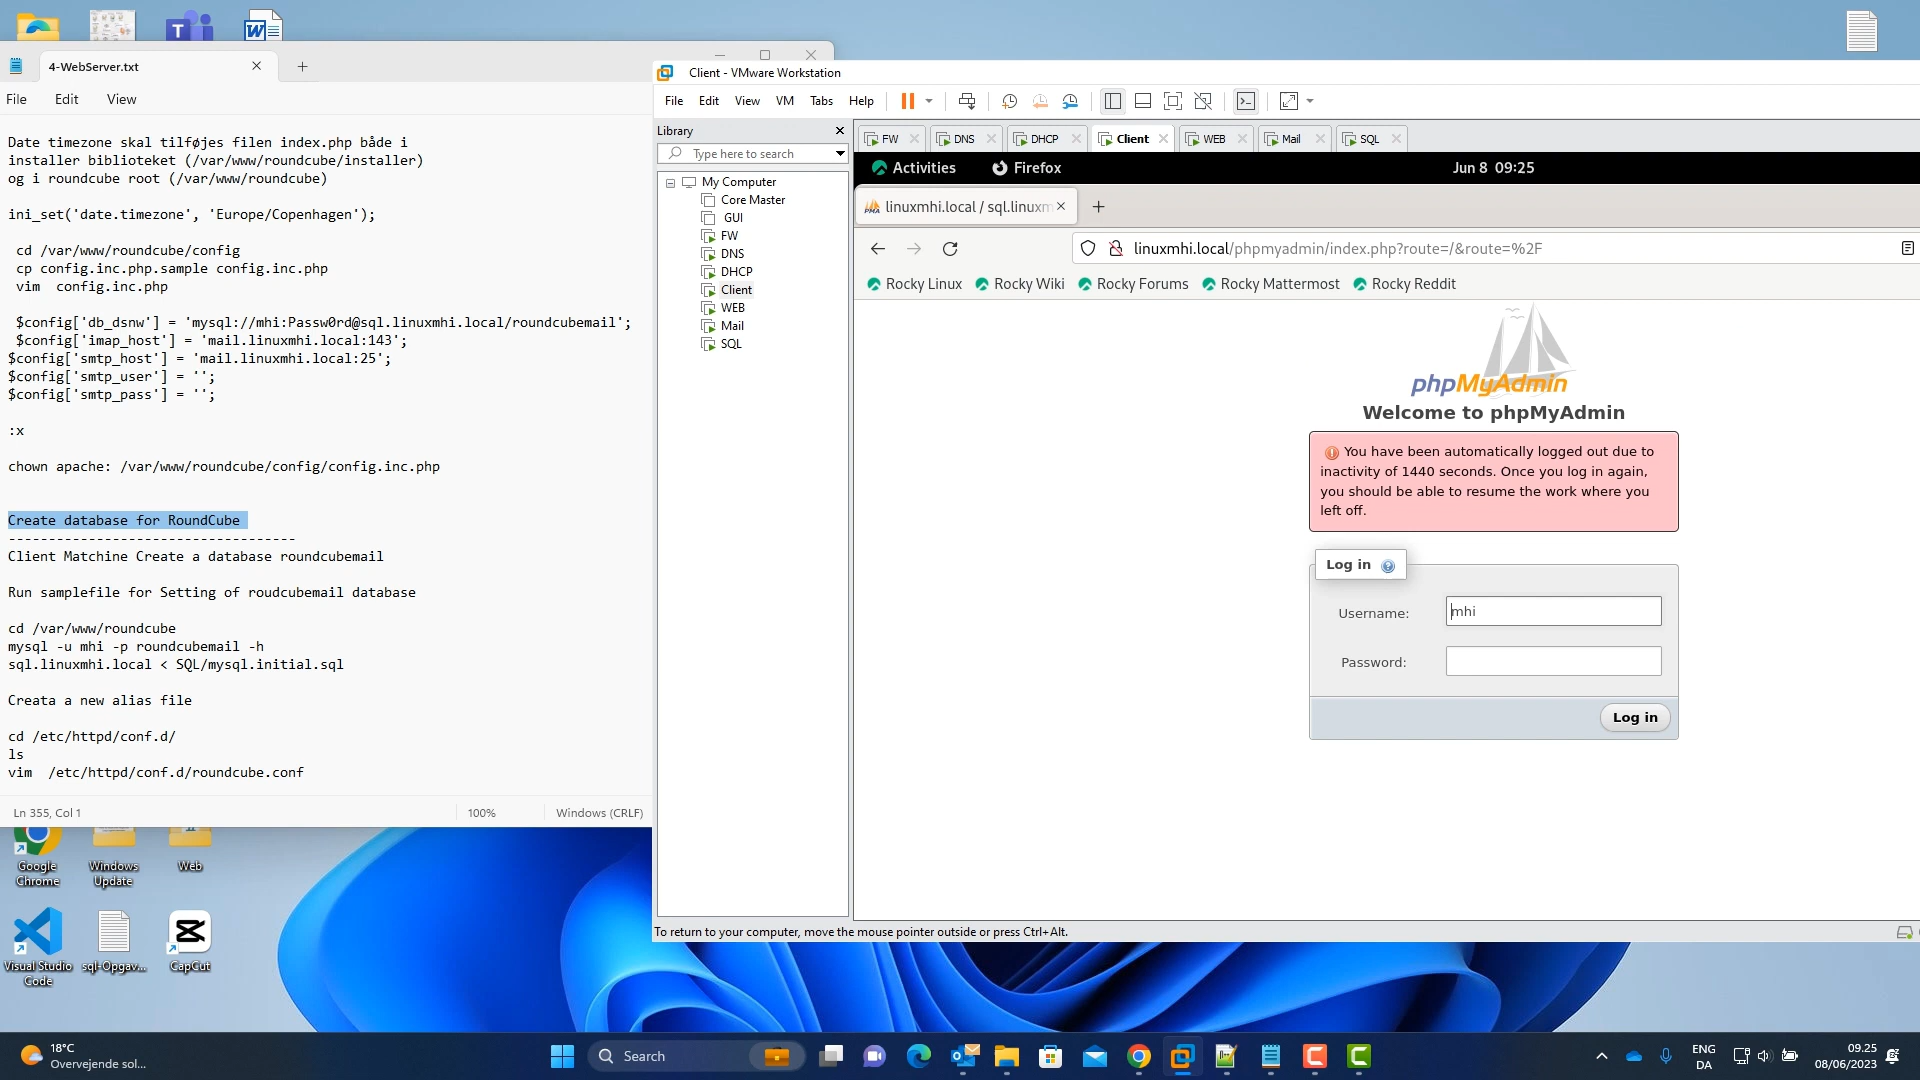 4-WebServer.txt
File Edit View
Date timezone skal tilføjes filen index.php både i
installer biblioteket (/var/www/roundcube/installer)
og i roundcube root (/var/www/roundcube)
ini_set('date.timezone', 'Europe/Copenhagen');
cd /var/www/roundcube/config
cp config.inc.php.sample config.inc.php
vim  config.inc.php
$config['db_dsnw'] = 'mysql://mhi:Passw0rd@sql.linuxmhi.local/roundcubemail';
$config['imap_host'] = 'mail.linuxmhi.local:143';
$config['smtp_host'] = 'mail.linuxmhi.local:25';
$config['smtp_user'] = '';
$config['smtp_pass'] = '';
:x
chown apache: /var/www/roundcube/config/config.inc.php
Create database for RoundCube
------------------------------------
Client Matchine Create a database roundcubemail
Run samplefile for Setting of roudcubemail database
cd /var/www/roundcube
mysql -u mhi -p roundcubemail -h
sql.linuxmhi.local < SQL/mysql.initial.sql
Creata a new alias file
cd /etc/httpd/conf.d/
ls
vim  /etc/httpd/conf.d/roundcube.conf
Ln 355, Col 1 100% Windows (CRLF)
Client - VMware Workstation
File Edit View VM Tabs Help
Library
Type here to search
My Computer
Core Master
GUI
FW
DNS
DHCP
Client
WEB
Mail
SQL
FW DNS DHCP Client WEB Mail SQL
Activities Firefox Jun 8 09:25
PMA linuxmhi.local / sql.linuxm
linuxmhi.local/phpmyadmin/index.php?route=/&route=%2F
Rocky Linux Rocky Wiki Rocky Forums Rocky Mattermost Rocky Reddit
phpMyAdmin
Welcome to phpMyAdmin
You have been automatically logged out due to
inactivity of 1440 seconds. Once you log in again,
you should be able to resume the work where you
left off.
Log in
Username: mhi
Password:
Log in
To return to your computer, move the mouse pointer outside or press Ctrl+Alt.
Google
Chrome
Windows
Update
Web
Visual Studio
Code
sql-Opgav...
CapCut
18°C
Overvejende sol...
Search
ENG
DA
09.25
08/06/2023